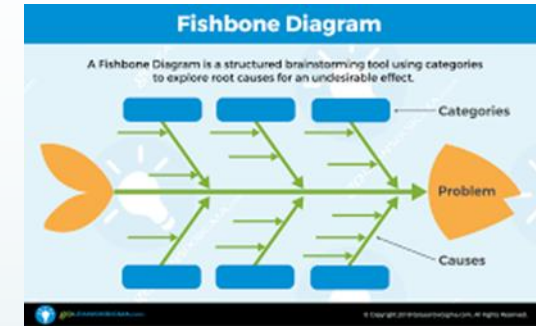 Fishbone Diagram
A Fishbone Diagram is a structured brainstorming tool using categories
to explore root causes for an undesirable effect.
Categories
Problem
Causes